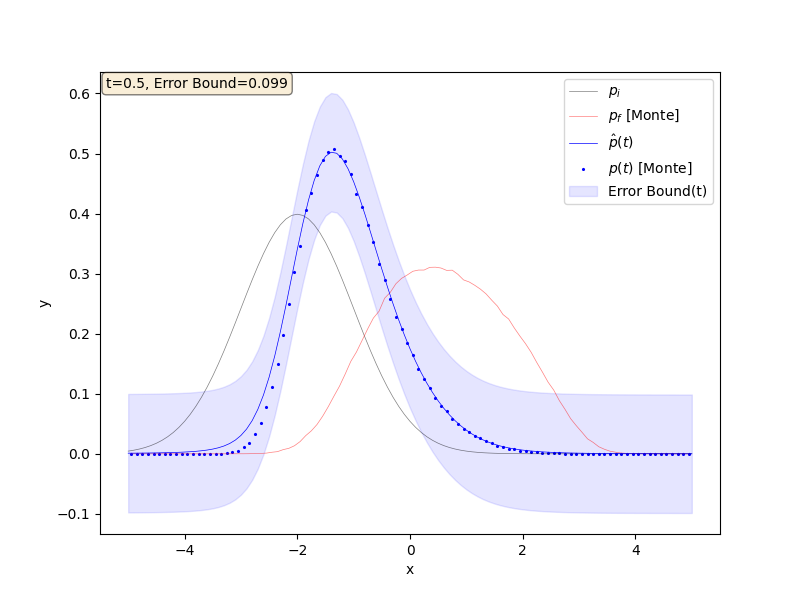 t=0.5, Error Bound=0.099
p_i
p_f [Monte]
p̂(t)
p(t) [Monte]
Error Bound(t)
y
0.6
0.5
0.4
0.3
0.2
0.1
0.0
−0.1
−4 −2 0 2 4
x